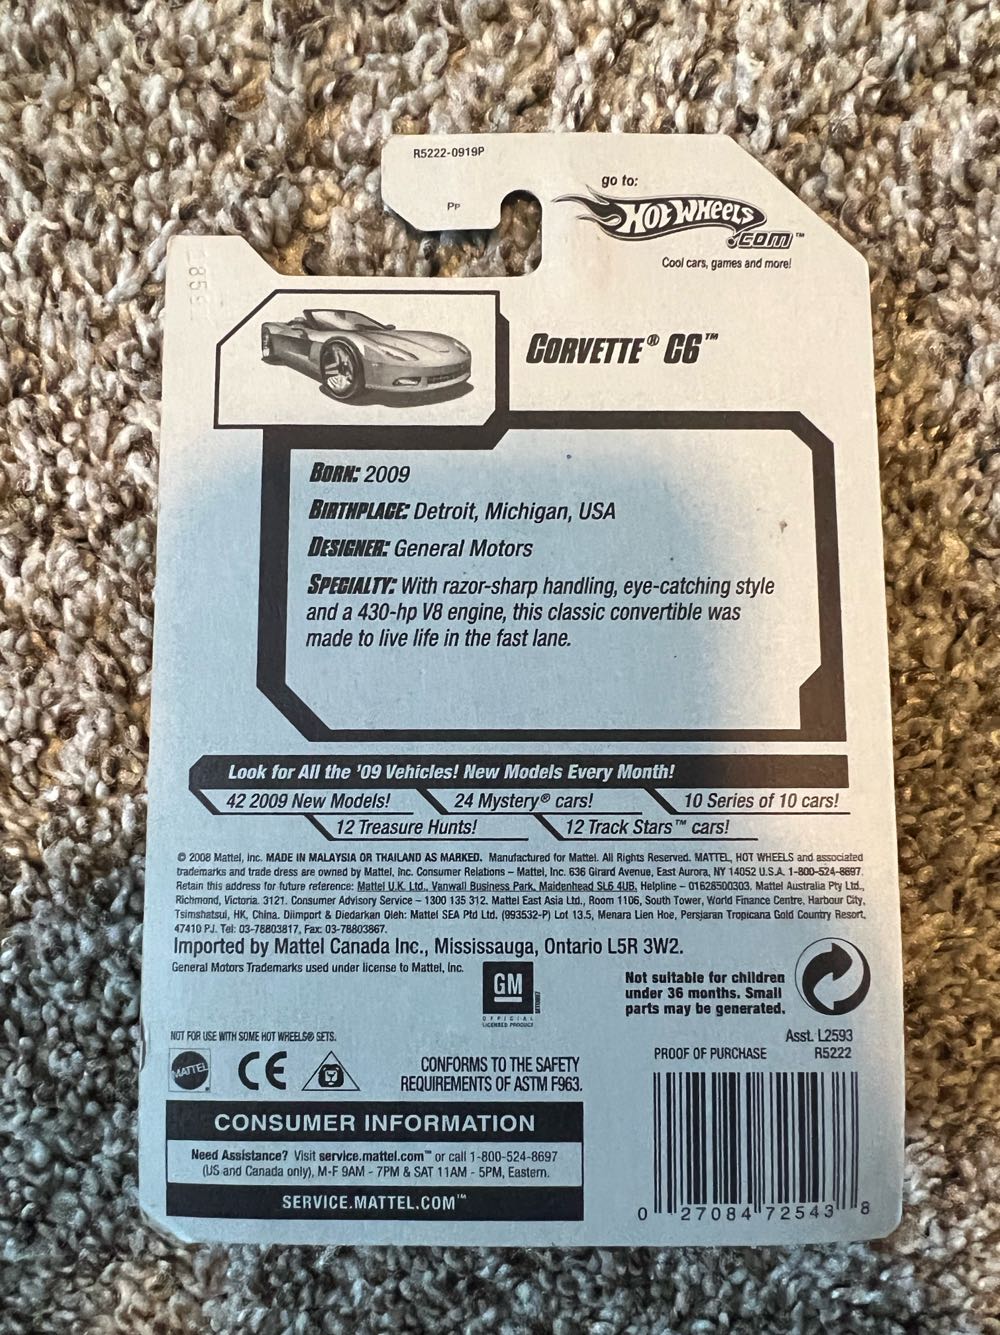 R5222-0919P
PP
go to:
HOT WHEELS
.COM™
Cool cars, games and more!
CORVETTE® C6™
BORN: 2009
BIRTHPLACE: Detroit, Michigan, USA
DESIGNER: General Motors
SPECIALTY: With razor-sharp handling, eye-catching style
and a 430-hp V8 engine, this classic convertible was
made to live life in the fast lane.
Look for All the '09 Vehicles! New Models Every Month!
42 2009 New Models! 24 Mystery® cars! 10 Series of 10 cars!
12 Treasure Hunts! 12 Track Stars™ cars!
© 2008 Mattel, Inc. MADE IN MALAYSIA OR THAILAND AS MARKED. Manufactured for Mattel. All Rights Reserved. MATTEL, HOT WHEELS and associated
trademarks and trade dress are owned by Mattel, Inc. Consumer Relations – Mattel, Inc. 636 Girard Avenue, East Aurora, NY 14052 U.S.A. 1-800-524-8697.
Retain this address for future reference: Mattel U.K. Ltd., Vanwall Business Park, Maidenhead SL6 4UB. Helpline – 01628500303. Mattel Australia Pty Ltd.,
Richmond, Victoria. 3121. Consumer Advisory Service – 1300 135 312. Mattel East Asia Ltd., Room 1106, South Tower, World Finance Centre, Harbour City,
Tsimshatsui, HK, China. Diimport & Diedarkan Oleh: Mattel SEA Ptd Ltd. (993532-P) Lot 13.5, Menara Lien Hoe, Persjaran Tropicana Gold Country Resort,
47410 PJ. Tel: 03-78803817, Fax: 03-78803867.
Imported by Mattel Canada Inc., Mississauga, Ontario L5R 3W2.
General Motors Trademarks used under license to Mattel, Inc.
GM
OFFICIAL
LICENSED PRODUCT
Not suitable for children
under 36 months. Small
parts may be generated.
NOT FOR USE WITH SOME HOT WHEELS® SETS.
Asst. L2593
PROOF OF PURCHASE R5222
MATTEL
CE
CONFORMS TO THE SAFETY
REQUIREMENTS OF ASTM F963.
CONSUMER INFORMATION
Need Assistance? Visit service.mattel.com™ or call 1-800-524-8697
(US and Canada only), M-F 9AM - 7PM & SAT 11AM - 5PM, Eastern.
SERVICE.MATTEL.COM™
0 27084 72543 8